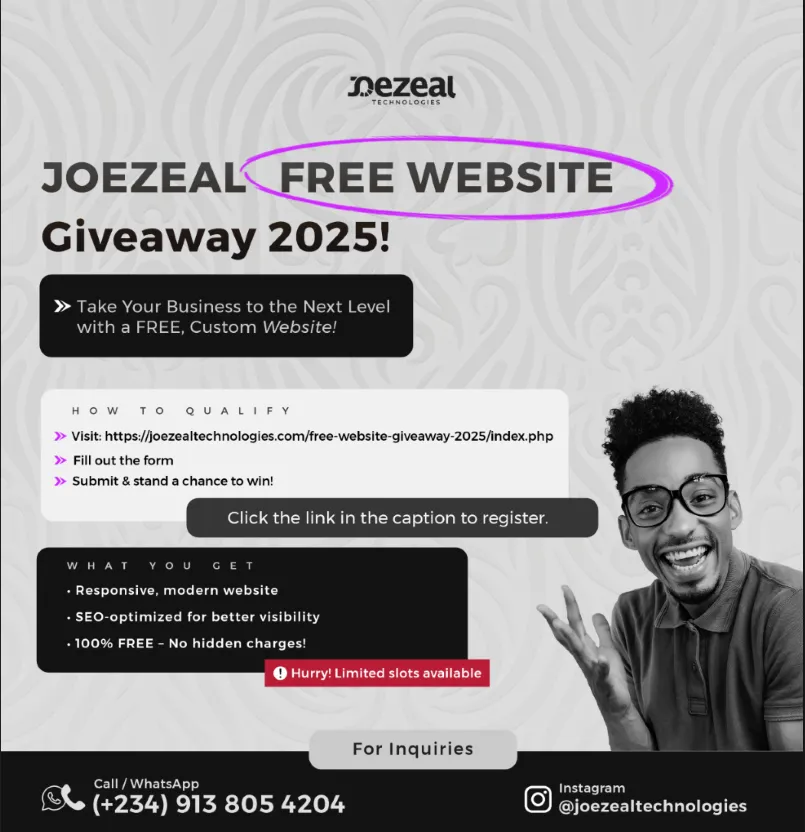 Joezeal
TECHNOLOGIES
JOEZEAL FREE WEBSITE
Giveaway 2025!
Take Your Business to the Next Level
with a FREE, Custom Website!
HOW TO QUALIFY
Visit: https://joezealtechnologies.com/free-website-giveaway-2025/index.php
Fill out the form
Submit & stand a chance to win!
Click the link in the caption to register.
WHAT YOU GET
• Responsive, modern website
• SEO-optimized for better visibility
• 100% FREE – No hidden charges!
! Hurry! Limited slots available
For Inquiries
Call / WhatsApp
(+234) 913 805 4204
Instagram
@joezealtechnologies